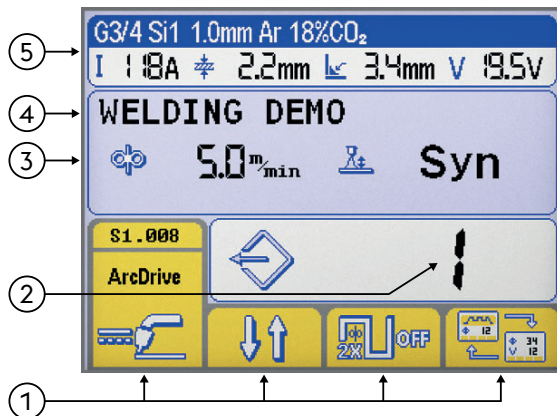 G3/4 Si1 1.0mm Ar 18%CO₂
I 118A 2.2mm 3.4mm V 19.5V
WELDING DEMO
5.0 m/min Syn
S1.008
ArcDrive
1
2X OFF
12
34
V 12
5
4
3
2
1